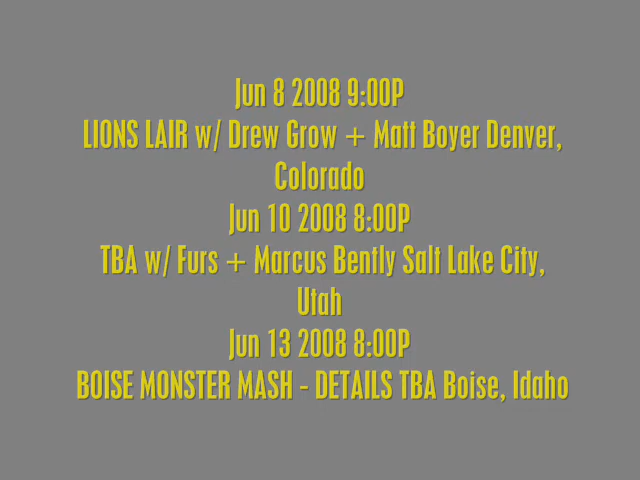 Jun 8 2008 9:00P
LIONS LAIR w/ Drew Grow + Matt Boyer Denver,
Colorado
Jun 10 2008 8:00P
TBA w/ Furs + Marcus Bently Salt Lake City,
Utah
Jun 13 2008 8:00P
BOISE MONSTER MASH - DETAILS TBA Boise, Idaho